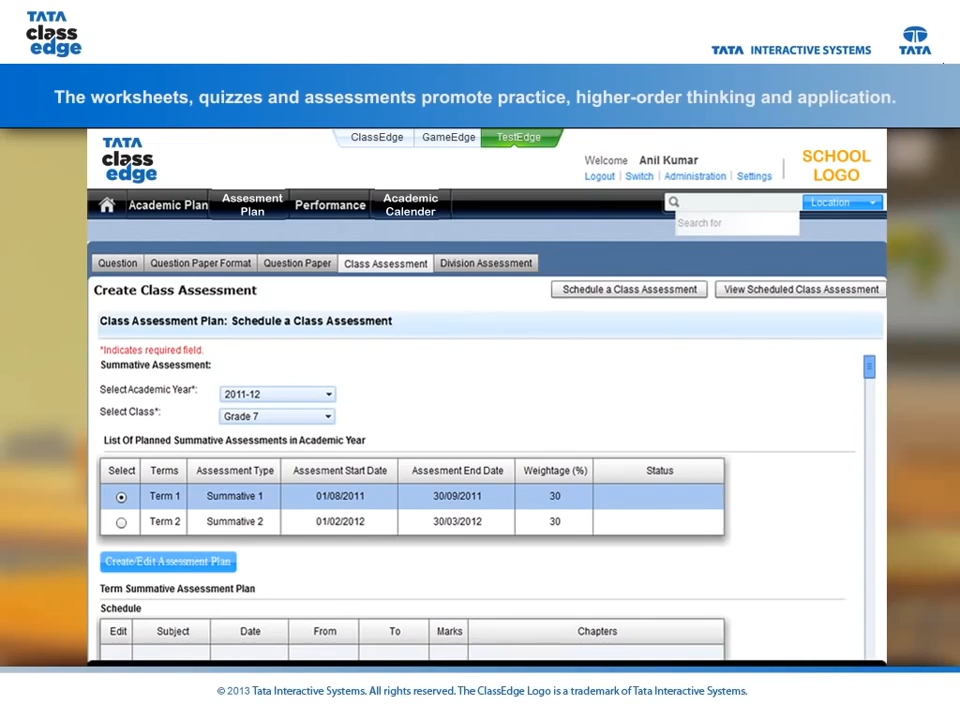 TATA
class
edge
TATA INTERACTIVE SYSTEMS
TATA
The worksheets, quizzes and assessments promote practice, higher-order thinking and application.
TATA
class
edge
ClassEdge GameEdge TestEdge
Welcome Anil Kumar
Logout | Switch | Administration | Settings
SCHOOL
LOGO
Academic Plan
Assesment
Plan
Performance
Academic
Calender
Location
Search for
Question Question Paper Format Question Paper Class Assessment Division Assessment
Create Class Assessment
Schedule a Class Assessment View Scheduled Class Assessment
Class Assessment Plan: Schedule a Class Assessment
*Indicates required field.
Summative Assessment:
Select Academic Year*: 2011-12
Select Class*: Grade 7
List Of Planned Summative Assessments in Academic Year
Select Terms Assessment Type Assesment Start Date Assesment End Date Weightage (%) Status
Term 1 Summative 1 01/08/2011 30/09/2011 30
Term 2 Summative 2 01/02/2012 30/03/2012 30
Create/Edit Assessment Plan
Term Summative Assessment Plan
Schedule
Edit Subject Date From To Marks Chapters
© 2013 Tata Interactive Systems. All rights reserved. The ClassEdge Logo is a trademark of Tata Interactive Systems.